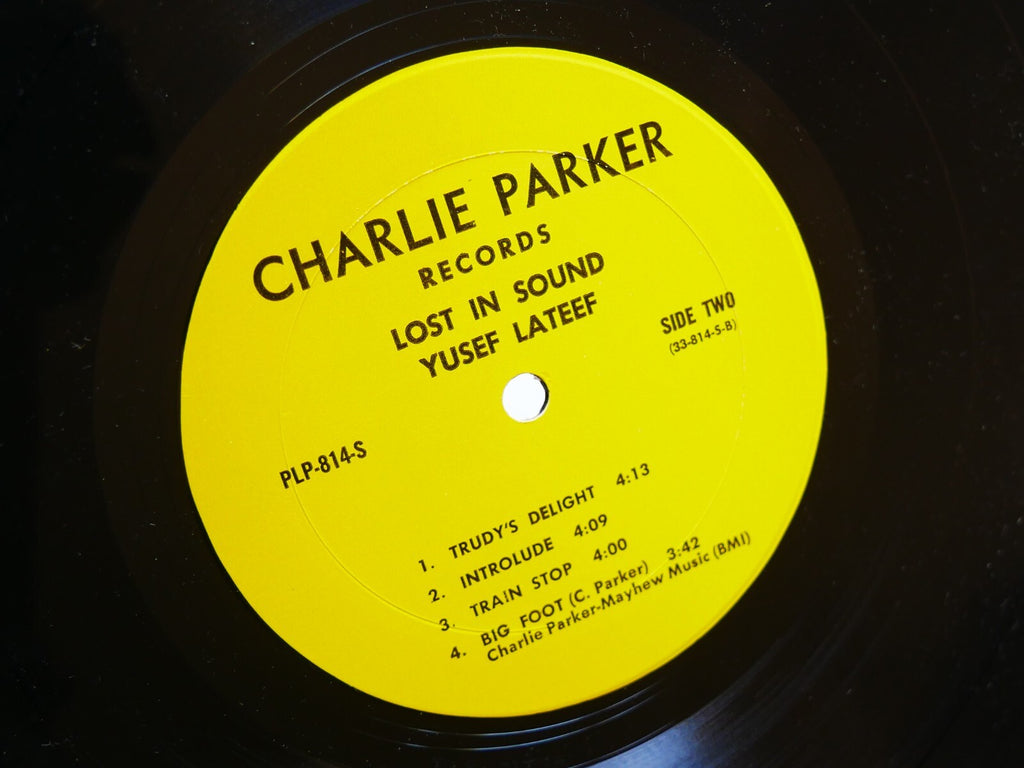 CHARLIE PARKER
RECORDS
LOST IN SOUND
YUSEF LATEEF
SIDE TWO
(33-814-S-B)
PLP-814-S
1. TRUDY'S DELIGHT 4:13
2. INTROLUDE 4:09
3. TRAIN STOP 4:00
4. BIG FOOT (C. Parker) 3:42
Charlie Parker-Mayhew Music (BMI)